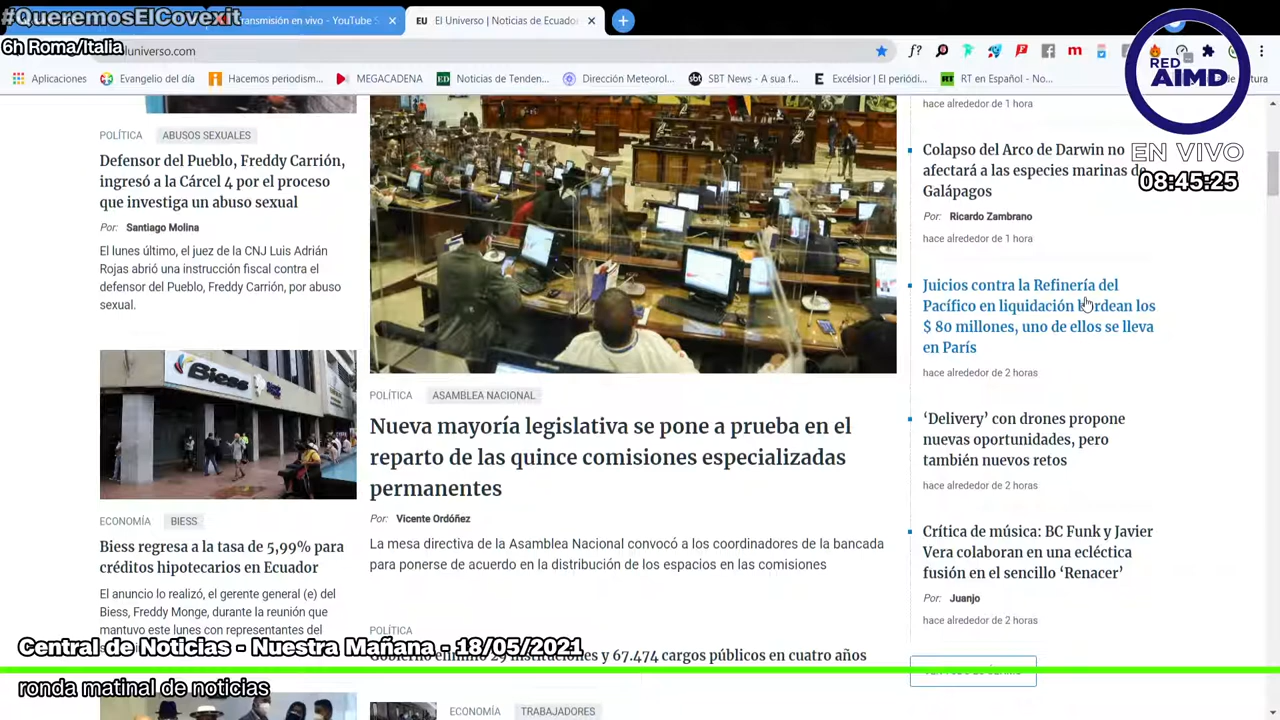 #QueremosElCovexit
6h Roma/Italia
Transmisión en vivo - YouTube S
EU El Universo | Noticias de Ecuador
luniverso.com
Aplicaciones
Evangelio del día
Hacemos periodism...
MEGACADENA
ED Noticias de Tenden...
Dirección Meteorol...
SBT News - A sua f...
E Excélsior | El periódi...
RT en Español - No...
RED
AIMD
EN VIVO
08:45:25
POLÍTICA ABUSOS SEXUALES
Defensor del Pueblo, Freddy Carrión,
ingresó a la Cárcel 4 por el proceso
que investiga un abuso sexual
Por: Santiago Molina
El lunes último, el juez de la CNJ Luis Adrián
Rojas abrió una instrucción fiscal contra el
defensor del Pueblo, Freddy Carrión, por abuso
sexual.
Biess
ECONOMÍA BIESS
Biess regresa a la tasa de 5,99% para
créditos hipotecarios en Ecuador
El anuncio lo realizó, el gerente general (e) del
Biess, Freddy Monge, durante la reunión que
mantuvo este lunes con representantes del
POLÍTICA ASAMBLEA NACIONAL
Nueva mayoría legislativa se pone a prueba en el
reparto de las quince comisiones especializadas
permanentes
Por: Vicente Ordóñez
La mesa directiva de la Asamblea Nacional convocó a los coordinadores de la bancada
para ponerse de acuerdo en la distribución de los espacios en las comisiones
POLÍTICA
Gobierno eliminó 29 instituciones y 67.474 cargos públicos en cuatro años
ECONOMÍA TRABAJADORES
hace alrededor de 1 hora
Colapso del Arco de Darwin no
afectará a las especies marinas de
Galápagos
Por: Ricardo Zambrano
hace alrededor de 1 hora
Juicios contra la Refinería del
Pacífico en liquidación bordean los
$ 80 millones, uno de ellos se lleva
en París
hace alrededor de 2 horas
‘Delivery’ con drones propone
nuevas oportunidades, pero
también nuevos retos
hace alrededor de 2 horas
Crítica de música: BC Funk y Javier
Vera colaboran en una ecléctica
fusión en el sencillo ‘Renacer’
Por: Juanjo
hace alrededor de 2 horas
Central de Noticias - Nuestra Mañana - 18/05/2021
ronda matinal de noticias